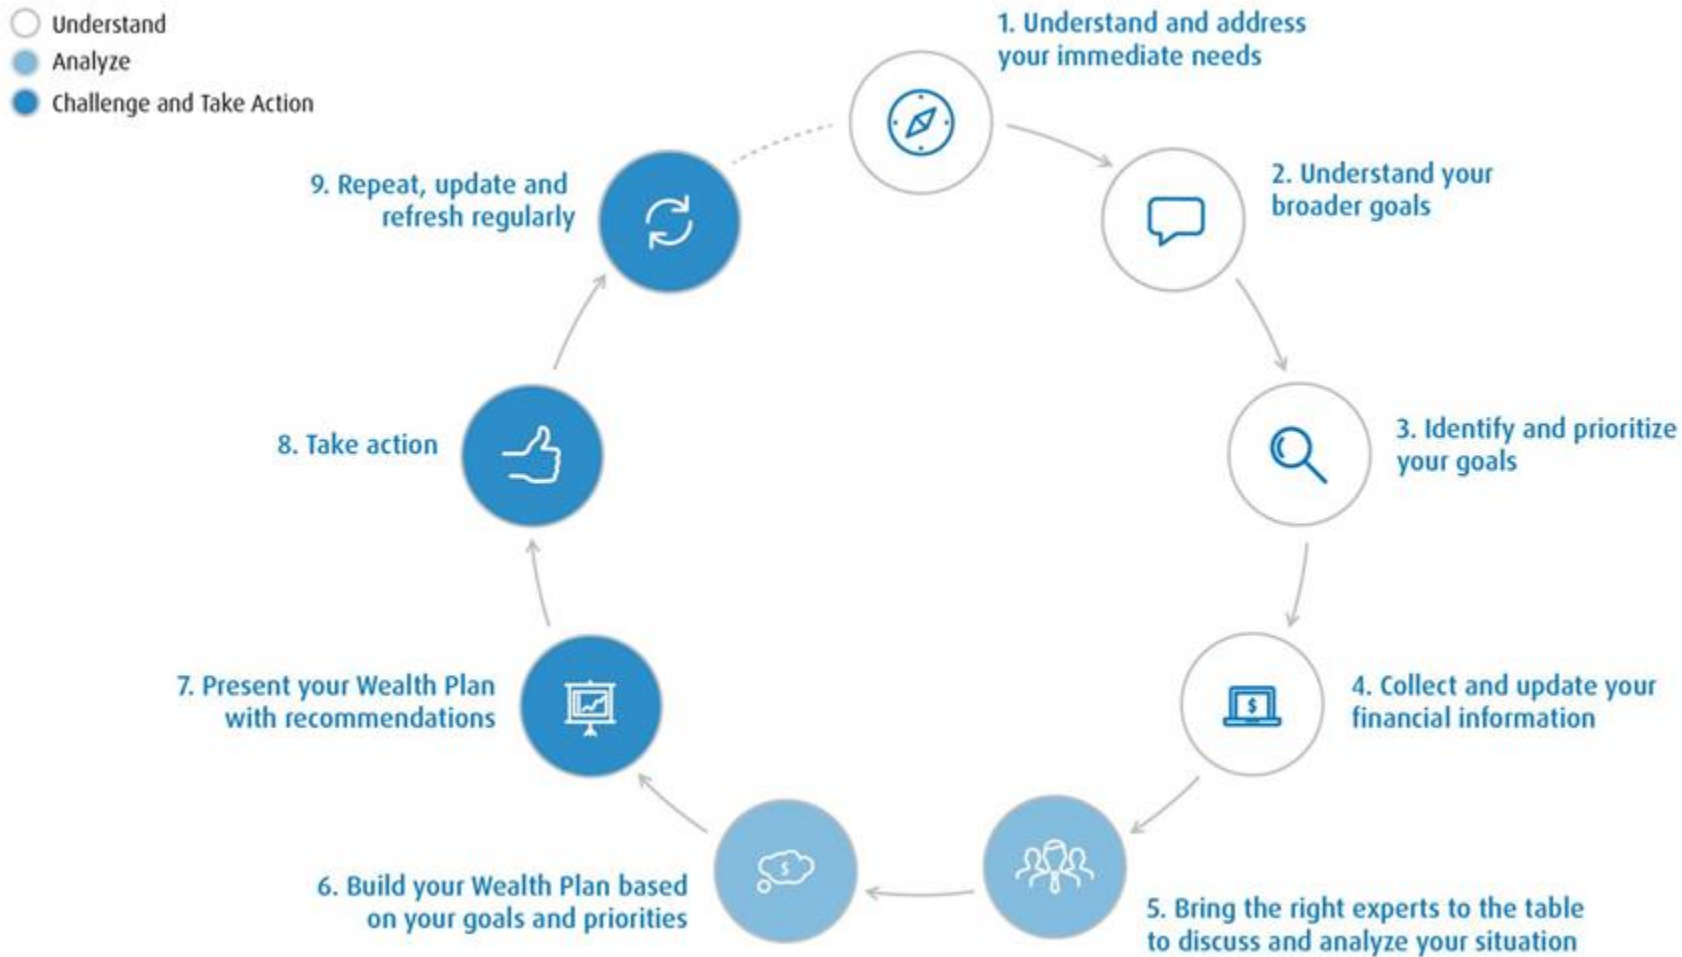 Understand
Analyze
Challenge and Take Action
1. Understand and address
your immediate needs
2. Understand your
broader goals
3. Identify and prioritize
your goals
4. Collect and update your
financial information
$
5. Bring the right experts to the table
to discuss and analyze your situation
6. Build your Wealth Plan based
on your goals and priorities
$
7. Present your Wealth Plan
with recommendations
8. Take action
9. Repeat, update and
refresh regularly